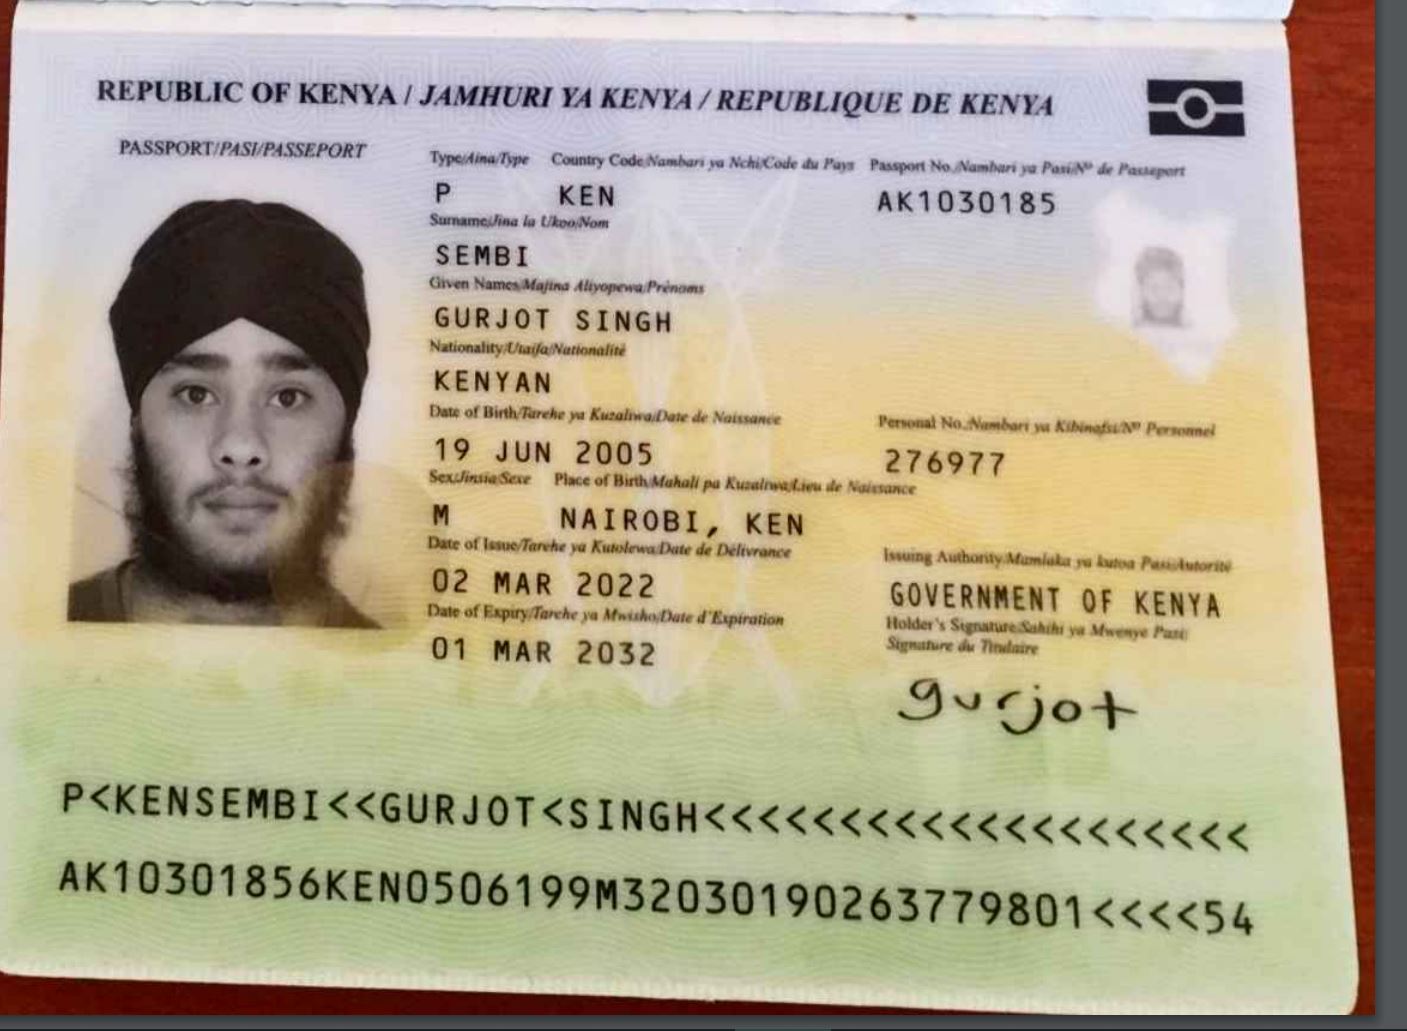 REPUBLIC OF KENYA / JAMHURI YA KENYA / REPUBLIQUE DE KENYA
PASSPORT/PASI/PASSEPORT
Type/Aina/Type Country Code/Nambari ya Nchi/Code du Pays Passport No./Nambari ya Pasi/Nº de Passeport
P KEN AK1030185
Surname/Jina la Ukoo/Nom
SEMBI
Given Names/Majina Aliyopewa/Prénoms
GURJOT SINGH
Nationality/Utaifa/Nationalité
KENYAN
Date of Birth/Tarehe ya Kuzaliwa/Date de Naissance Personal No./Nambari ya Kibinafsi/Nº Personnel
19 JUN 2005 276977
Sex/Jinsia/Sexe Place of Birth/Mahali pa Kuzaliwa/Lieu de Naissance
M NAIROBI, KEN
Date of Issue/Tarehe ya Kutolewa/Date de Délivrance Issuing Authority/Mamlaka ya kutoa Pasi/Autorité
02 MAR 2022 GOVERNMENT OF KENYA
Date of Expiry/Tarehe ya Mwisho/Date d'Expiration Holder's Signature/Sahihi ya Mwenye Pasi/
Signature du Titulaire
01 MAR 2032
gurjot
P<KENSEMBI<<GURJOT<SINGH<<<<<<<<<<<<<<<<<<<<
AK10301856KEN0506199M32030190263779801<<<<54